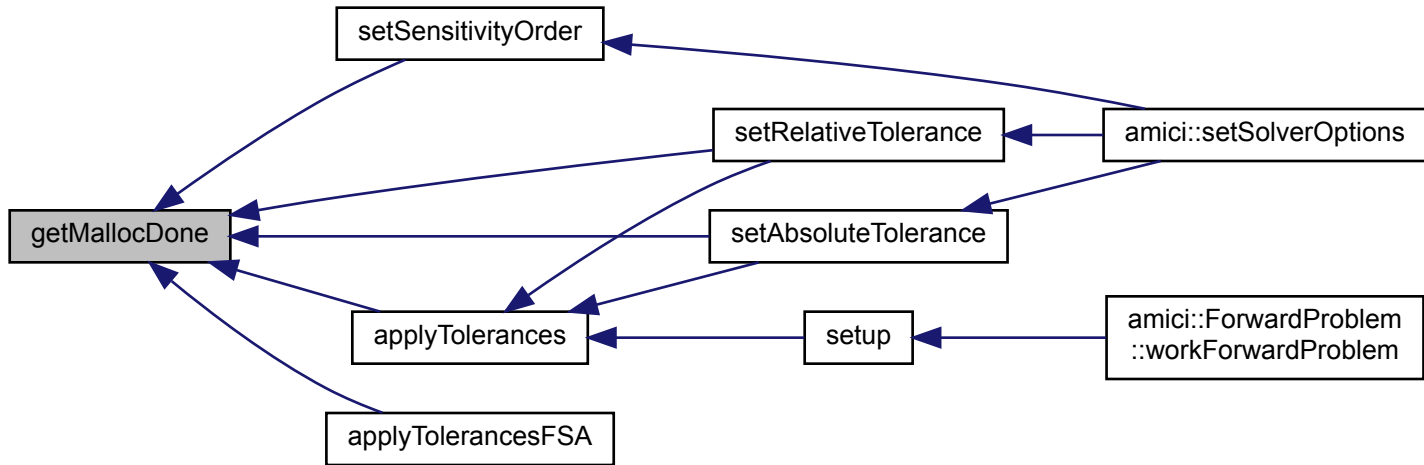 setSensitivityOrder
setRelativeTolerance
amici::setSolverOptions
getMallocDone
setAbsoluteTolerance
applyTolerances
setup
amici::ForwardProblem
::workForwardProblem
applyTolerancesFSA